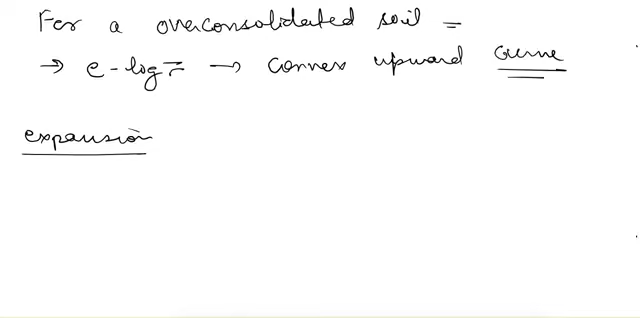 For a overconsolidated soil =
→ e - log σ̄ → convex upward curve
expansion